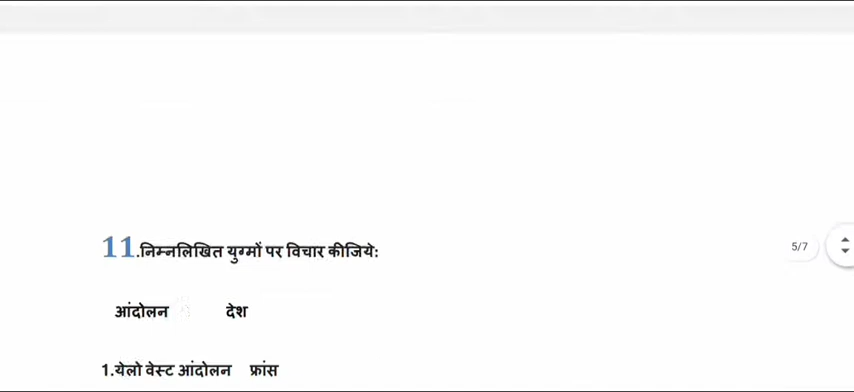 11.निम्नलिखित युग्मों पर विचार कीजिये:
5/7
आंदोलन देश
1.येलो वेस्ट आंदोलन फ्रांस